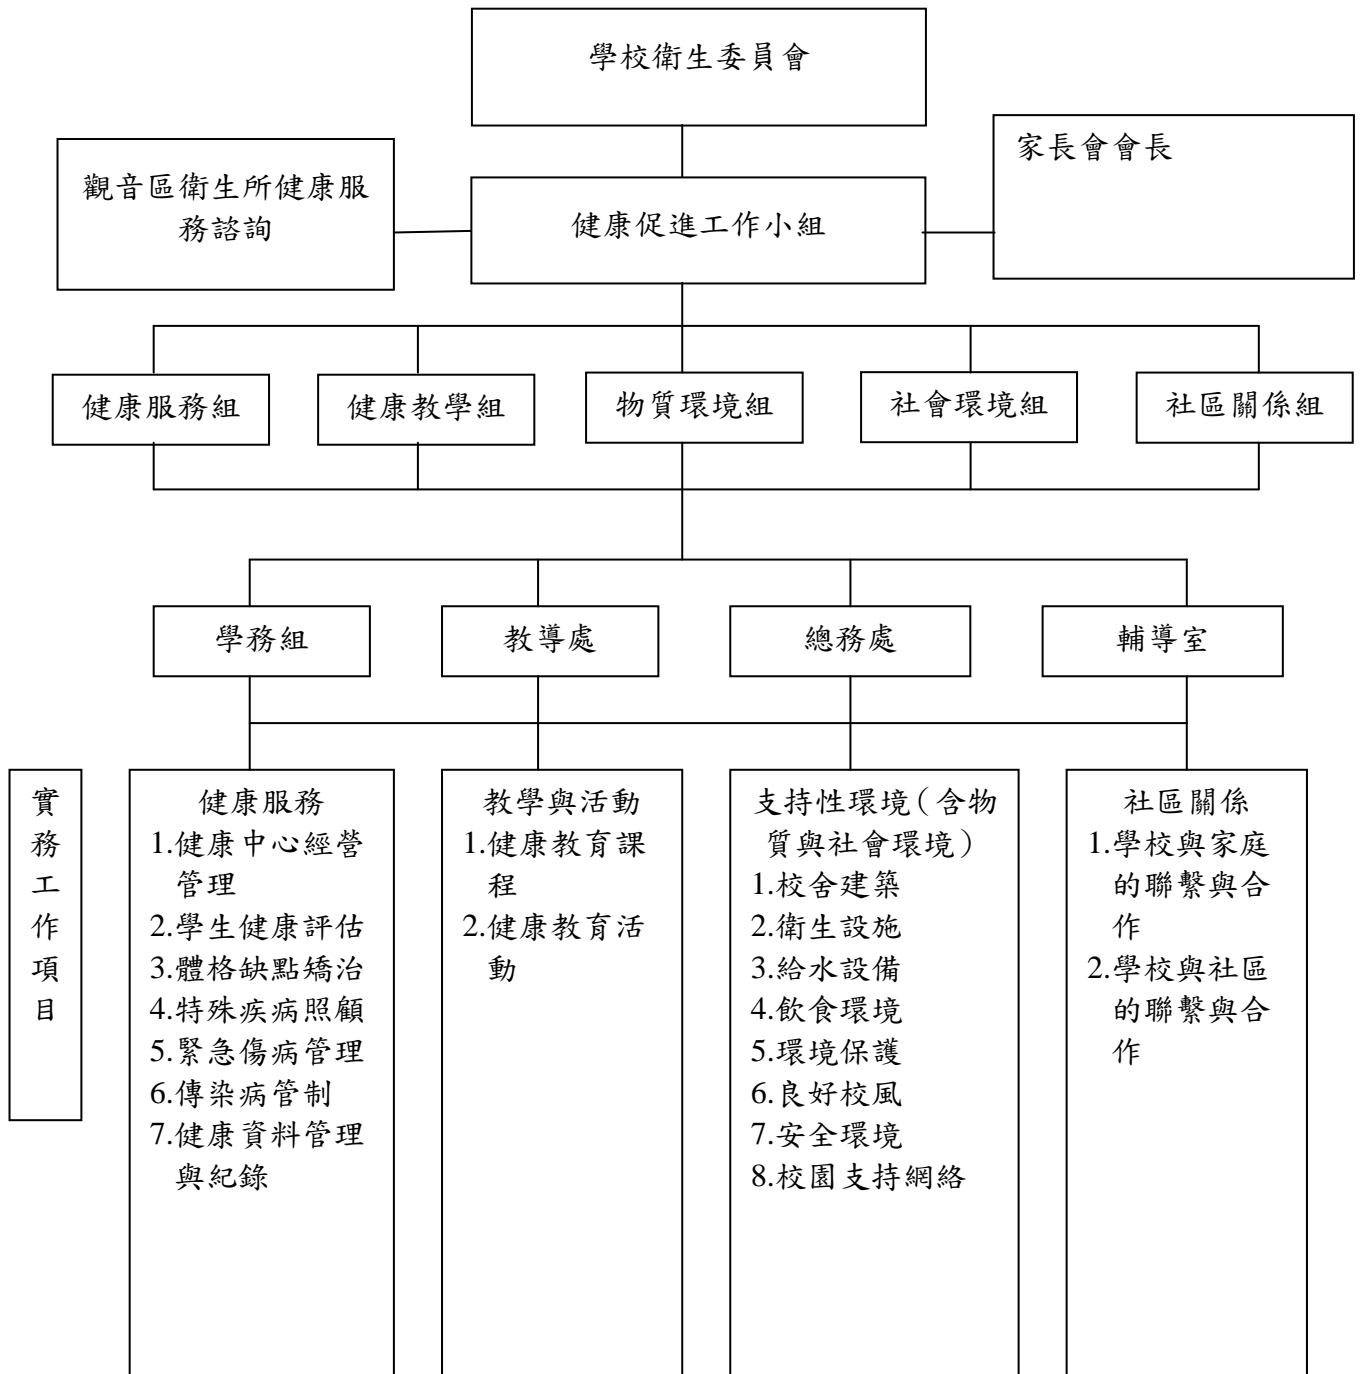 學校衛生委員會
家長會會長
觀音區衛生所健康服
務諮詢
健康促進工作小組
健康服務組
健康教學組
物質環境組
社會環境組
社區關係組
學務組
教導處
總務處
輔導室
實
務
工
作
項
目
健康服務
1.健康中心經營
管理
2.學生健康評估
3.體格缺點矯治
4.特殊疾病照顧
5.緊急傷病管理
6.傳染病管制
7.健康資料管理
與紀錄
教學與活動
1.健康教育課
程
2.健康教育活
動
支持性環境(含物
質與社會環境)
1.校舍建築
2.衛生設施
3.給水設備
4.飲食環境
5.環境保護
6.良好校風
7.安全環境
8.校園支持網絡
社區關係
1.學校與家庭
的聯繫與合
作
2.學校與社區
的聯繫與合
作